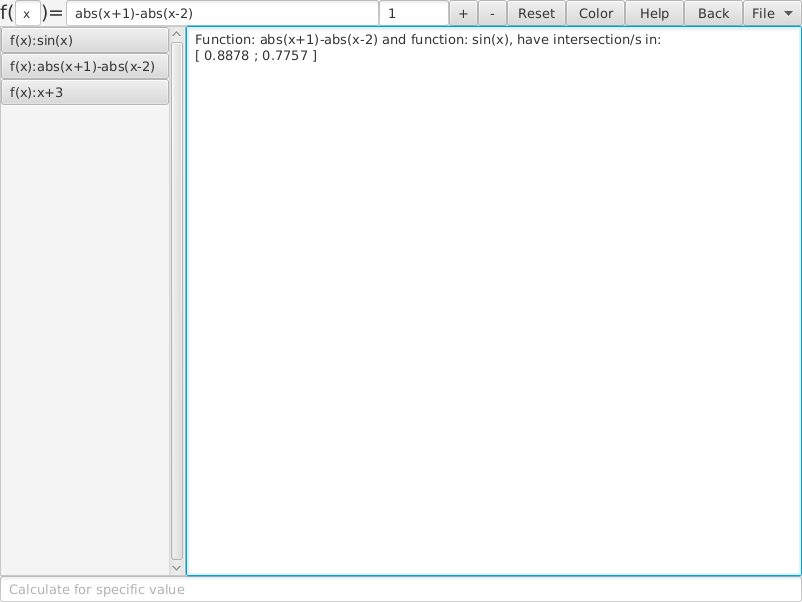 f( x )= abs(x+1)-abs(x-2) 1 + - Reset Color Help Back File
f(x):sin(x)
f(x):abs(x+1)-abs(x-2)
f(x):x+3
Function: abs(x+1)-abs(x-2) and function: sin(x), have intersection/s in:
[ 0.8878 ; 0.7757 ]
Calculate for specific value